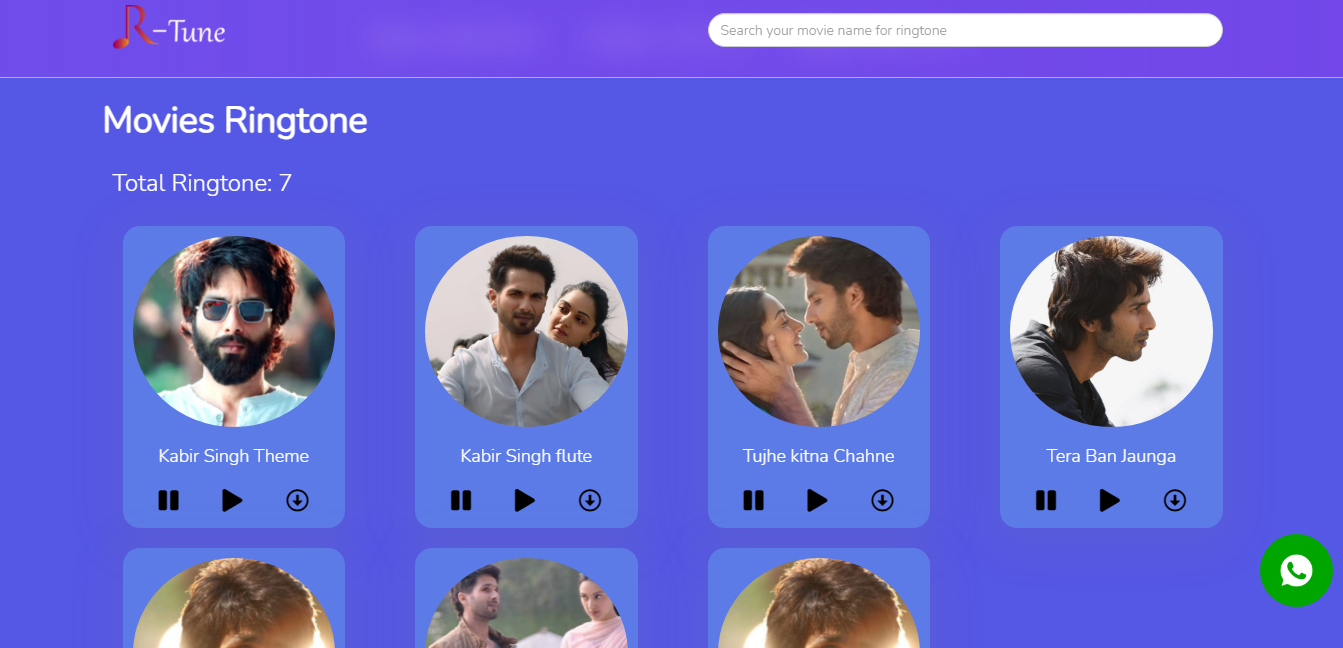 R-Tune
Search your movie name for ringtone
Movies Ringtone
Total Ringtone: 7
Kabir Singh Theme
Kabir Singh flute
Tujhe kitna Chahne
Tera Ban Jaunga